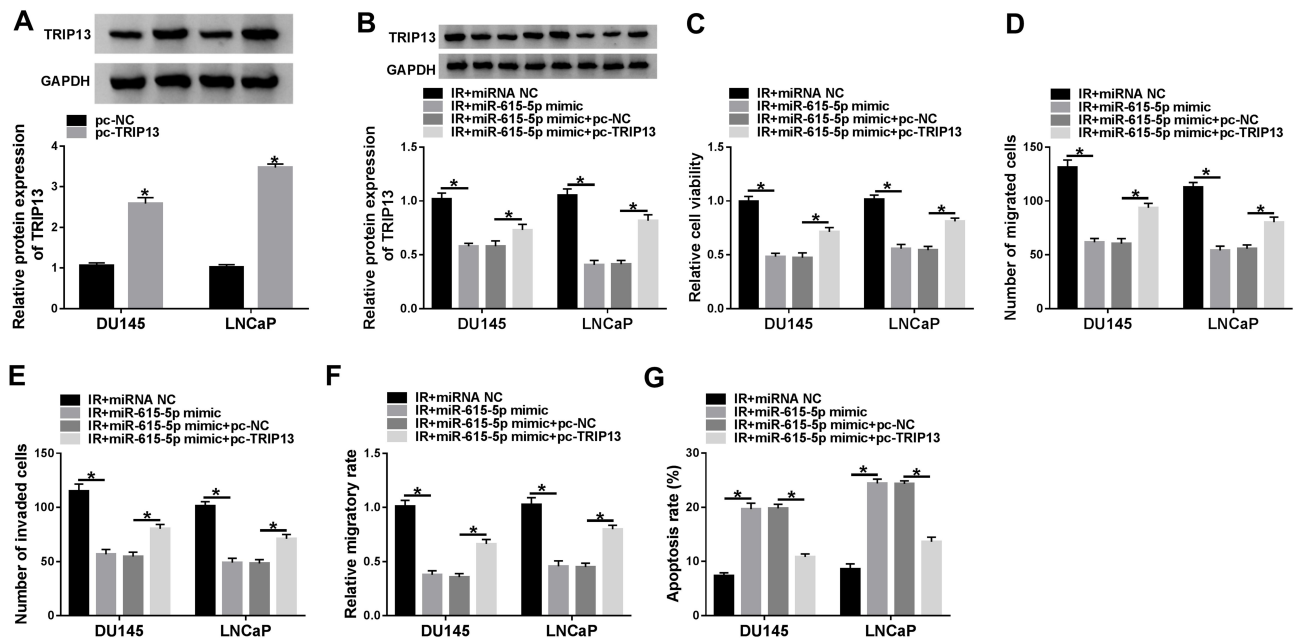 A
TRIP13
GAPDH
pc-NC
pc-TRIP13
Relative protein expression
of TRIP13
4
3
2
1
0
*
*
DU145
LNCaP
B
TRIP13
GAPDH
IR+miRNA NC
IR+miR-615-5p mimic
IR+miR-615-5p mimic+pc-NC
IR+miR-615-5p mimic+pc-TRIP13
Relative protein expression
of TRIP13
1.5
1.0
0.5
0.0
*
*
*
*
DU145
LNCaP
C
IR+miRNA NC
IR+miR-615-5p mimic
IR+miR-615-5p mimic+pc-NC
IR+miR-615-5p mimic+pc-TRIP13
Relative cell viability
1.5
1.0
0.5
0.0
*
*
*
*
DU145
LNCaP
D
IR+miRNA NC
IR+miR-615-5p mimic
IR+miR-615-5p mimic+pc-NC
IR+miR-615-5p mimic+pc-TRIP13
Number of migrated cells
150
100
50
0
*
*
*
*
DU145
LNCaP
E
IR+miRNA NC
IR+miR-615-5p mimic
IR+miR-615-5p mimic+pc-NC
IR+miR-615-5p mimic+pc-TRIP13
Number of invaded cells
150
100
50
0
*
*
*
*
DU145
LNCaP
F
IR+miRNA NC
IR+miR-615-5p mimic
IR+miR-615-5p mimic+pc-NC
IR+miR-615-5p mimic+pc-TRIP13
Relative migratory rate
1.5
1.0
0.5
0.0
*
*
*
*
DU145
LNCaP
G
IR+miRNA NC
IR+miR-615-5p mimic
IR+miR-615-5p mimic+pc-NC
IR+miR-615-5p mimic+pc-TRIP13
Apoptosis rate (%)
30
20
10
0
*
*
*
*
DU145
LNCaP